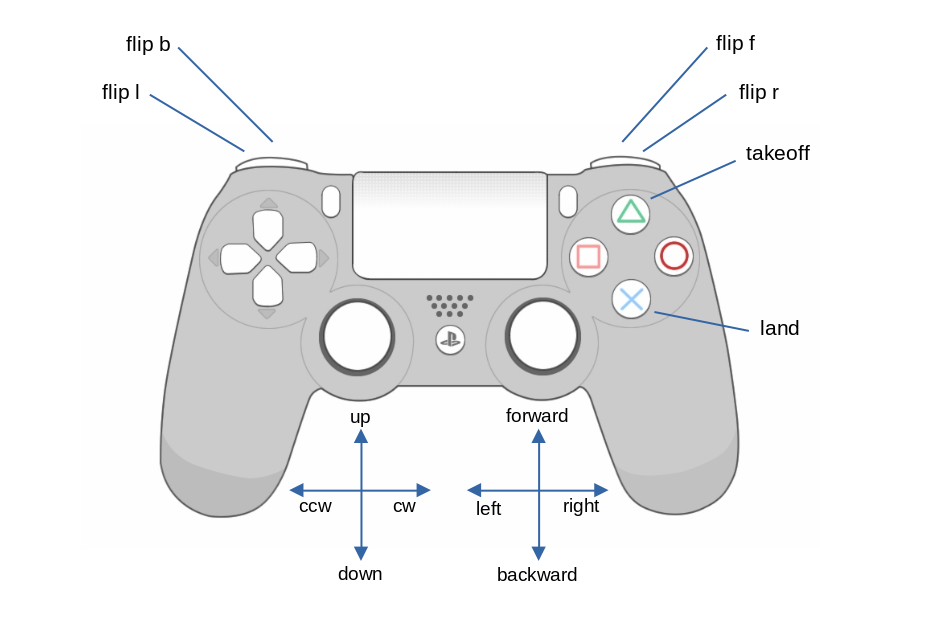 flip b
flip f
flip l
flip r
takeoff
land
up
forward
ccw
cw
left
right
down
backward